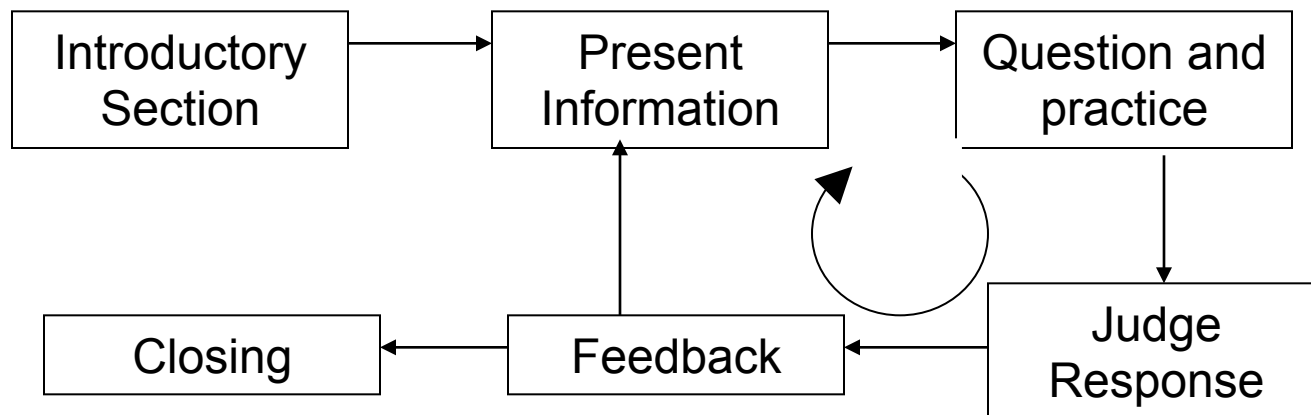 Introductory
Section
Present
Information
Question and
practice
Closing
Feedback
Judge
Response